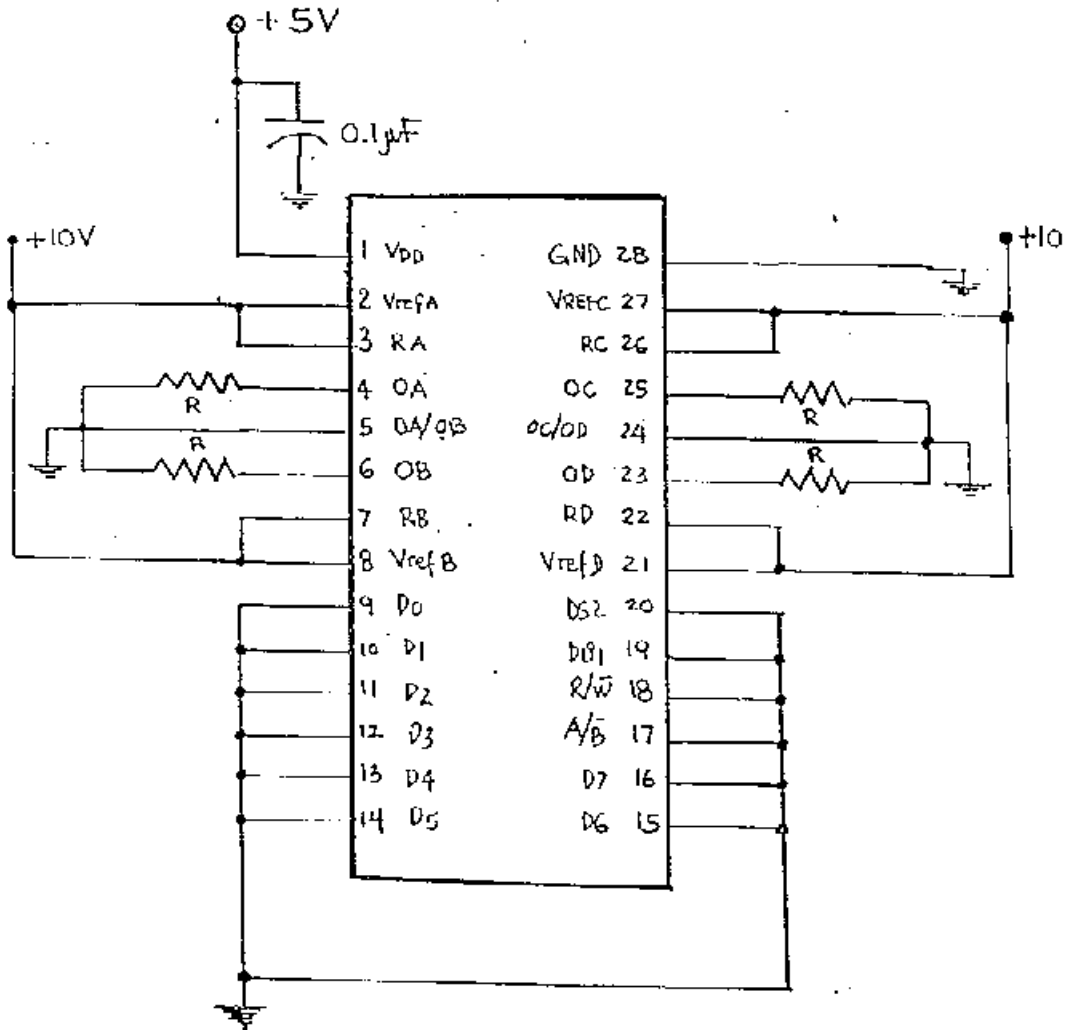 +5V
0.1µF
+10V
+10
1 VDD
GND 28
2 VrefA
VREFC 27
3 RA
RC 26
4 OA
OC 25
R
R
5 OA/OB
OC/OD 24
R
R
6 OB
OD 23
7 RB
RD 22
8 VrefB
VrefD 21
9 D0
DS2 20
10 D1
19
11 D2
R/W̄ 18
12 D3
A/B̄ 17
13 D4
D7 16
14 D5
D6 15